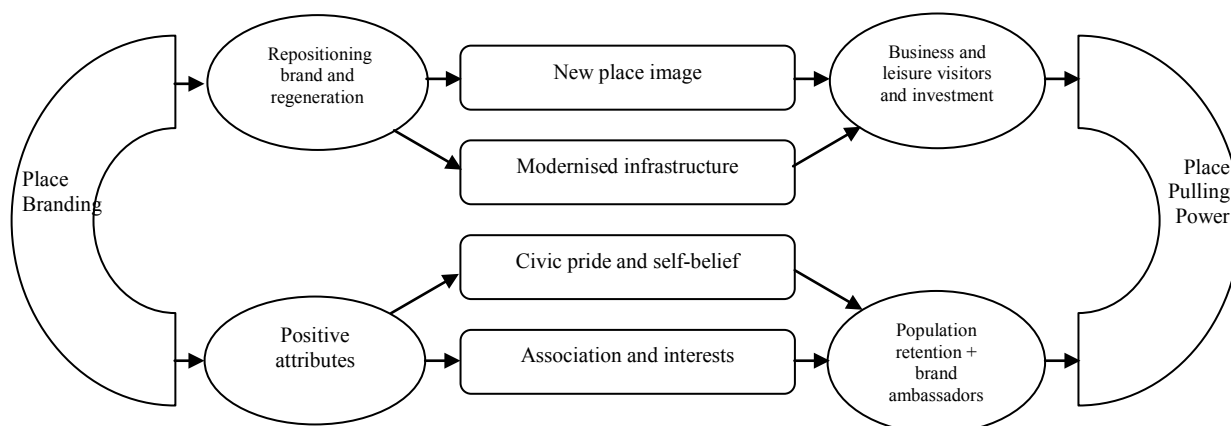 Place
Branding
Repositioning
brand and
regeneration
New place image
Modernised infrastructure
Business and
leisure visitors
and investment
Place
Pulling
Power
Positive
attributes
Civic pride and self-belief
Association and interests
Population
retention +
brand
ambassadors